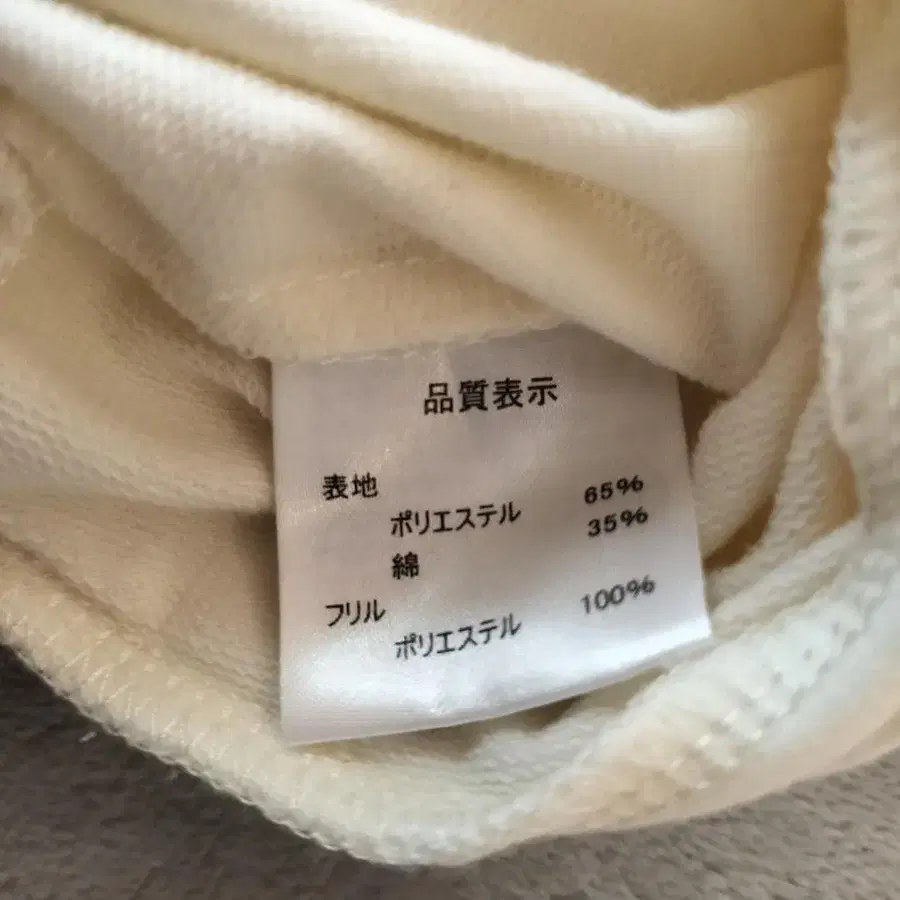 品質表示
表地
ポリエステル 65%
綿 35%
フリル
ポリエステル 100%